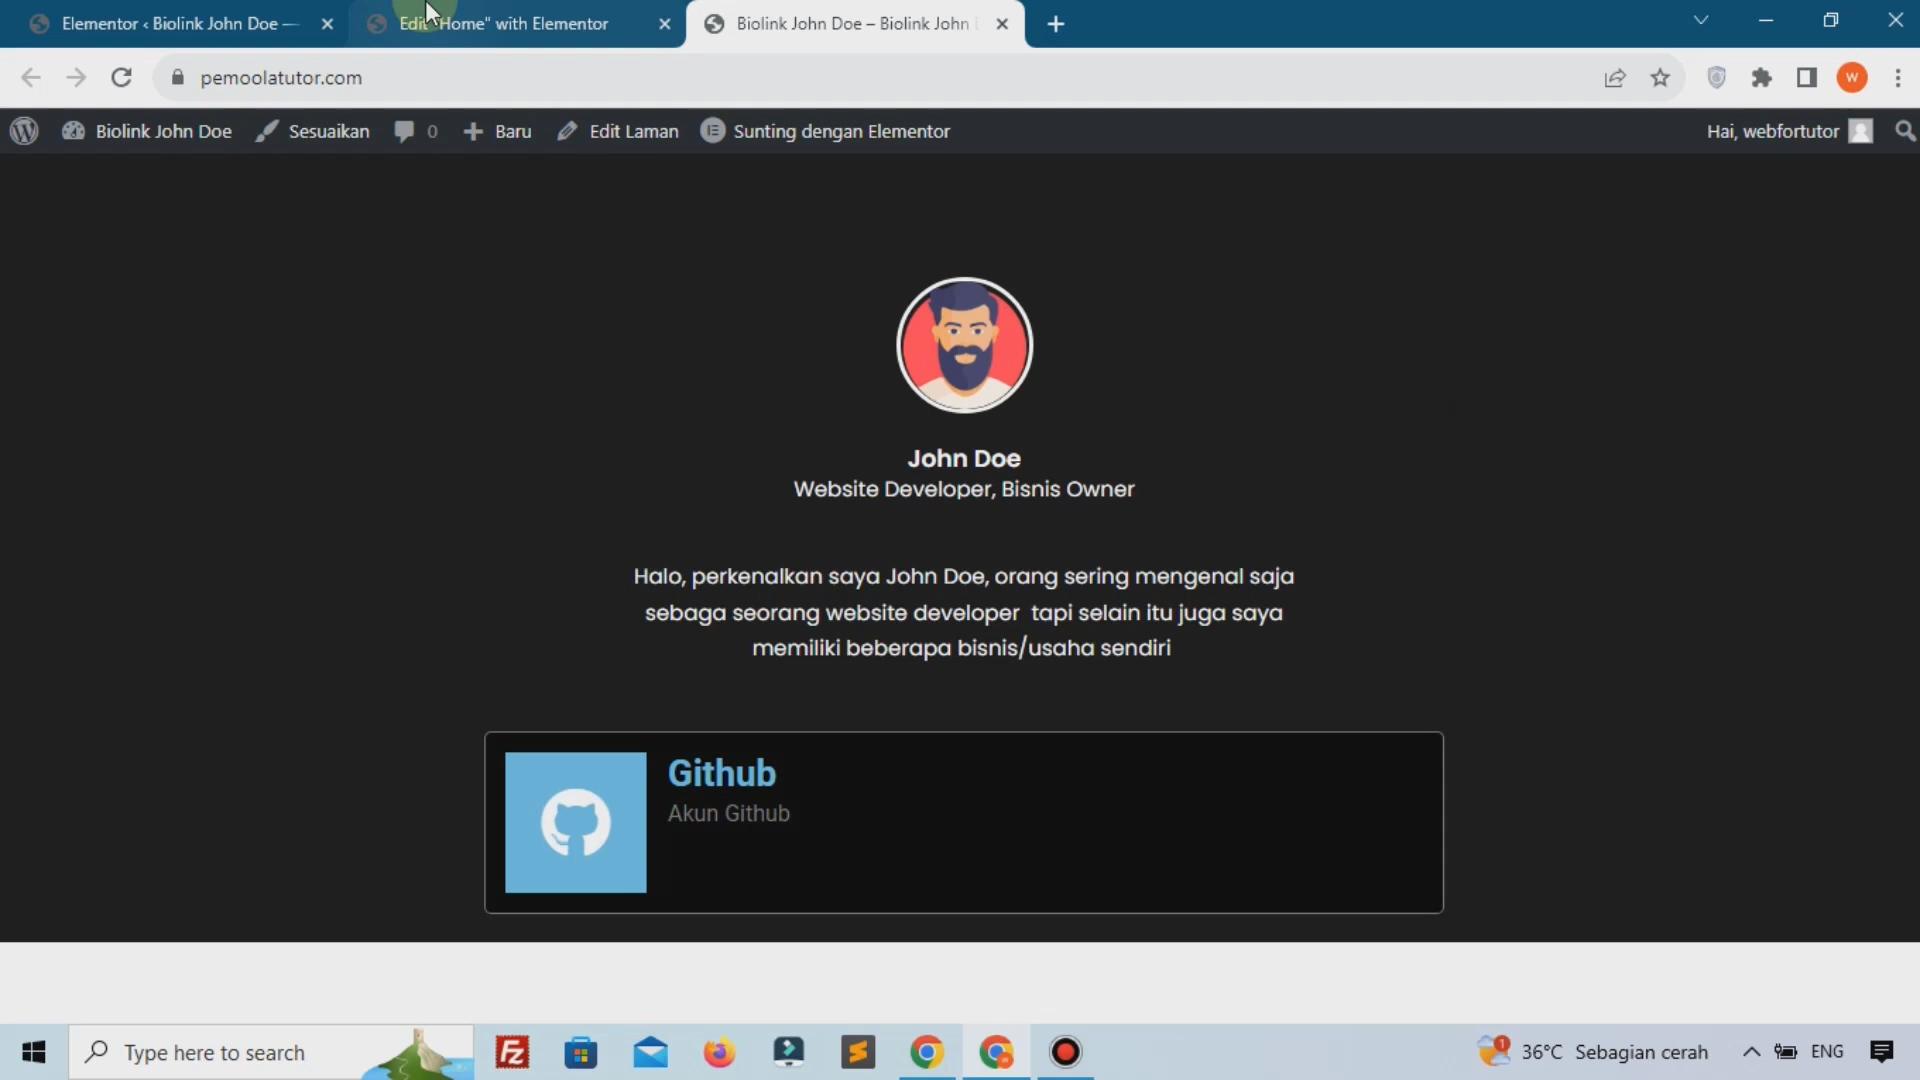 Elementor ‹ Biolink John Doe —
Edit "Home" with Elementor
Biolink John Doe – Biolink John
pemoolatutor.com
W
Biolink John Doe
Sesuaikan
0
Baru
Edit Laman
Sunting dengan Elementor
Hai, webfortutor
John Doe
Website Developer, Bisnis Owner
Halo, perkenalkan saya John Doe, orang sering mengenal saja
sebaga seorang website developer tapi selain itu juga saya
memiliki beberapa bisnis/usaha sendiri
Github
Akun Github
Type here to search
Fz
1
36°C Sebagian cerah
ENG